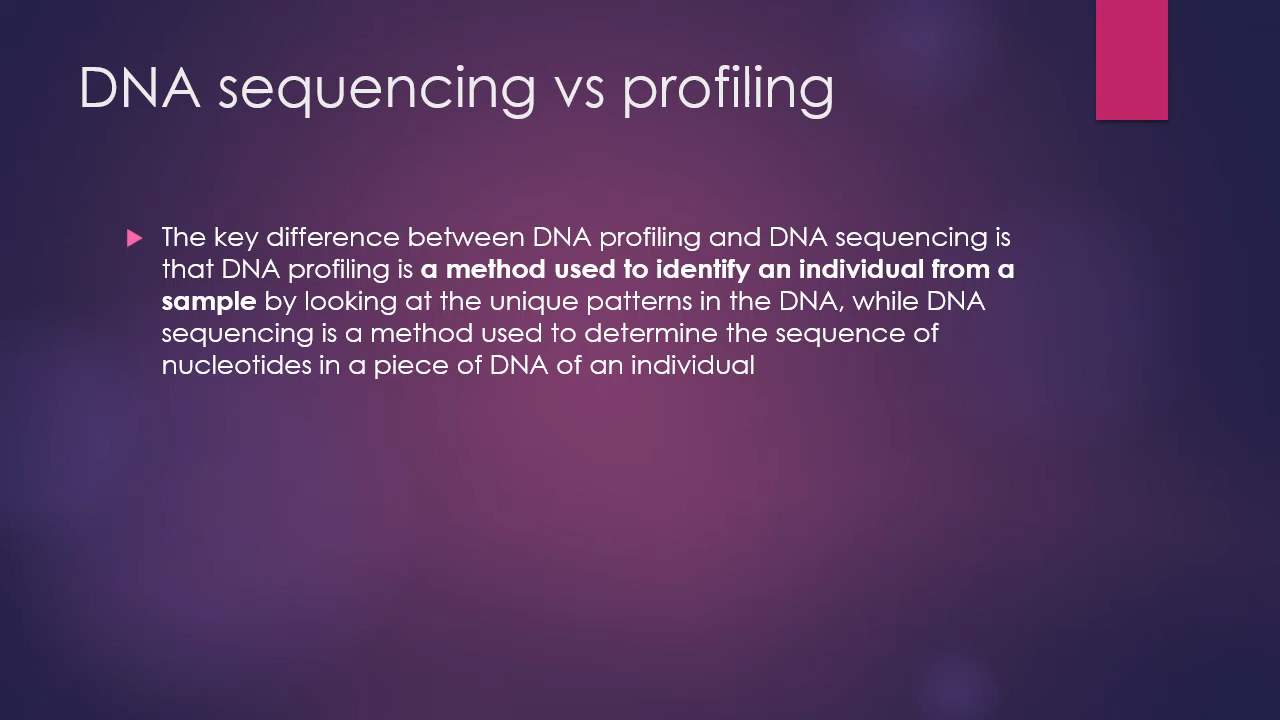 DNA sequencing vs profiling
The key difference between DNA profiling and DNA sequencing is
that DNA profiling is a method used to identify an individual from a
sample by looking at the unique patterns in the DNA, while DNA
sequencing is a method used to determine the sequence of
nucleotides in a piece of DNA of an individual